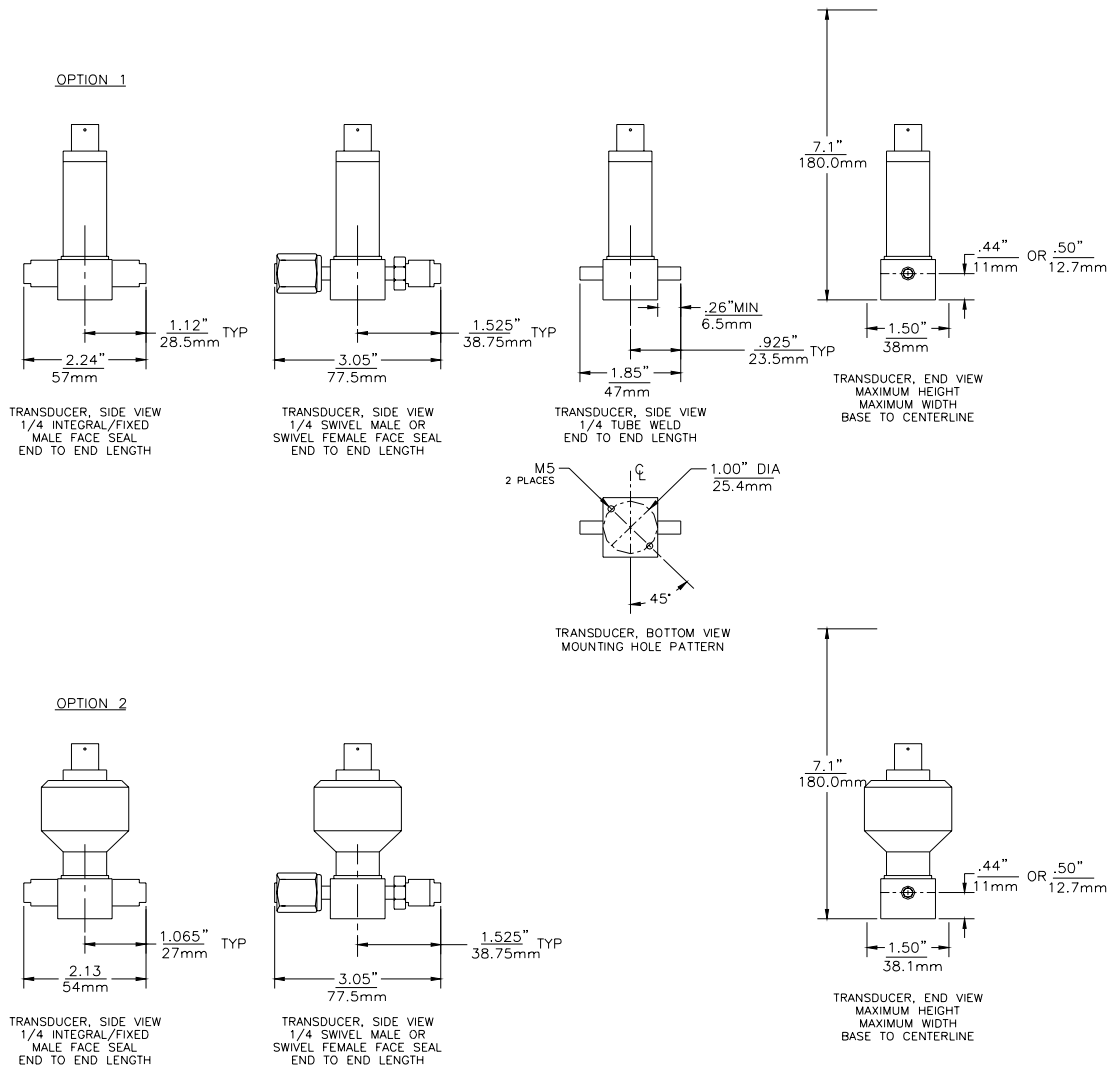 OPTION 1
7.1"
180.0mm
.44" OR .50"
11mm 12.7mm
1.12" TYP
28.5mm
2.24"
57mm
1.525" TYP
38.75mm
3.05"
77.5mm
.26"MIN
6.5mm
.925" TYP
23.5mm
1.85"
47mm
1.50"
38mm
TRANSDUCER, SIDE VIEW
1/4 INTEGRAL/FIXED
MALE FACE SEAL
END TO END LENGTH
TRANSDUCER, SIDE VIEW
1/4 SWIVEL MALE OR
SWIVEL FEMALE FACE SEAL
END TO END LENGTH
TRANSDUCER, SIDE VIEW
1/4 TUBE WELD
END TO END LENGTH
TRANSDUCER, END VIEW
MAXIMUM HEIGHT
MAXIMUM WIDTH
BASE TO CENTERLINE
M5
2 PLACES
℄
1.00" DIA
25.4mm
45°
TRANSDUCER, BOTTOM VIEW
MOUNTING HOLE PATTERN
OPTION 2
7.1"
180.0mm
.44" OR .50"
11mm 12.7mm
1.065" TYP
27mm
2.13
54mm
1.525" TYP
38.75mm
3.05"
77.5mm
1.50"
38.1mm
TRANSDUCER, SIDE VIEW
1/4 INTEGRAL/FIXED
MALE FACE SEAL
END TO END LENGTH
TRANSDUCER, SIDE VIEW
1/4 SWIVEL MALE OR
SWIVEL FEMALE FACE SEAL
END TO END LENGTH
TRANSDUCER, END VIEW
MAXIMUM HEIGHT
MAXIMUM WIDTH
BASE TO CENTERLINE